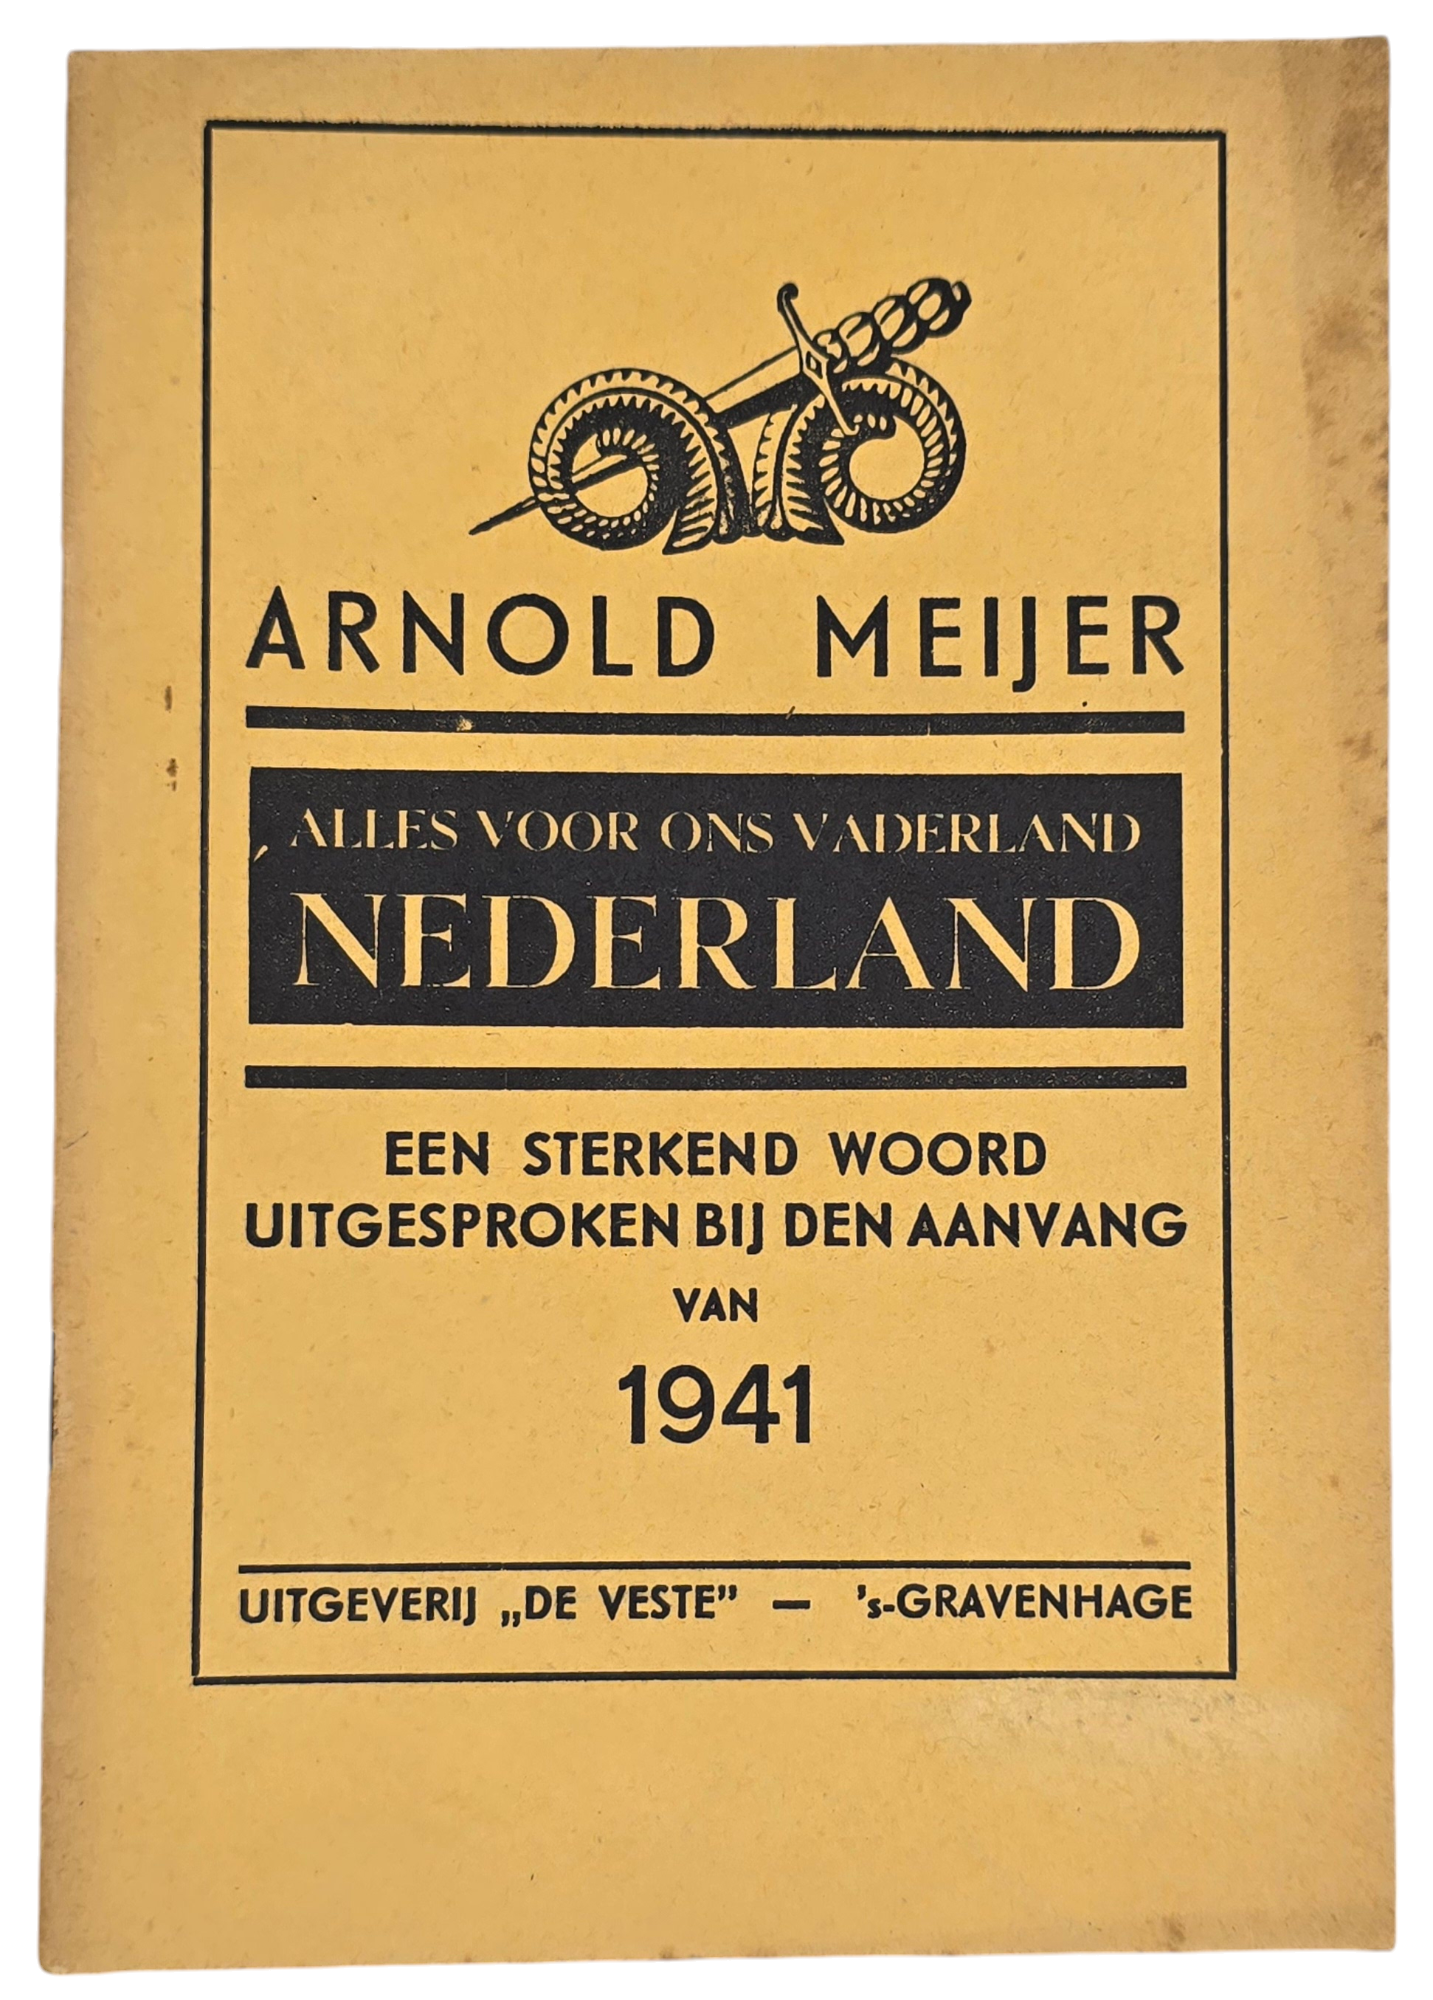 ARNOLD MEIJER
ALLES VOOR ONS VADERLAND
NEDERLAND
EEN STERKEND WOORD
UITGESPROKEN BIJ DEN AANVANG
VAN
1941
UITGEVERIJ „DE VESTE” — 's-GRAVENHAGE